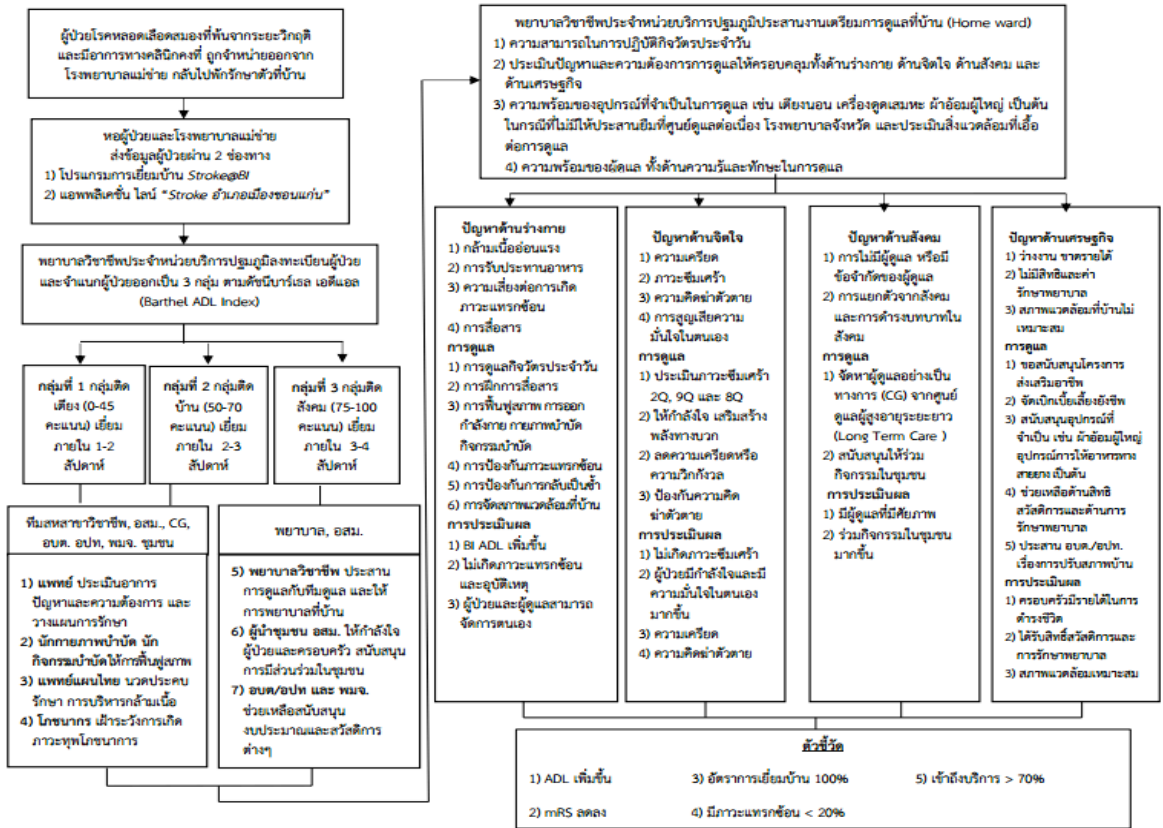 ผู้ป่วยโรคหลอดเลือดสมองที่พ้นจากระยะวิกฤติ
และมีอาการทางคลินิกคงที่ ถูกจำหน่ายออกจาก
โรงพยาบาลแม่ข่าย กลับไปพักรักษาตัวที่บ้าน
หอผู้ป่วยและโรงพยาบาลแม่ข่าย
ส่งข้อมูลผู้ป่วยผ่าน 2 ช่องทาง
1) โปรแกรมการเยี่ยมบ้าน Stroke@BI
2) แอพพลิเคชั่น ไลน์ "Stroke อำเภอเมืองขอนแก่น"
พยาบาลวิชาชีพประจำหน่วยบริการปฐมภูมิลงทะเบียนผู้ป่วย
และจำแนกผู้ป่วยออกเป็น 3 กลุ่ม ตามดัชนีบาร์เธล เอดีแอล
(Barthel ADL Index)
กลุ่มที่ 1 กลุ่มติด
เตียง (0-45
คะแนน) เยี่ยม
ภายใน 1-2
สัปดาห์
กลุ่มที่ 2 กลุ่มติด
บ้าน (50-70
คะแนน) เยี่ยม
ภายใน 2-3
สัปดาห์
กลุ่มที่ 3 กลุ่มติด
สังคม (75-100
คะแนน) เยี่ยม
ภายใน 3-4
สัปดาห์
ทีมสหสาขาวิชาชีพ, อสม., CG,
อบต. อปท, พมจ. ชุมชน
1) แพทย์ ประเมินอาการ
ปัญหาและความต้องการ และ
วางแผนการรักษา
2) นักกายภาพบำบัด นัก
กิจกรรมบำบัดให้การฟื้นฟูสภาพ
3) แพทย์แผนไทย นวดประคบ
รักษา การบริหารกล้ามเนื้อ
4) โภชนากร เฝ้าระวังการเกิด
ภาวะทุพโภชนาการ
พยาบาล, อสม.
5) พยาบาลวิชาชีพ ประสาน
การดูแลกับทีมดูแล และให้
การพยาบาลที่บ้าน
6) ผู้นำชุมชน อสม. ให้กำลังใจ
ผู้ป่วยและครอบครัว สนับสนุน
การมีส่วนร่วมในชุมชน
7) อบต/อปท และ พมจ.
ช่วยเหลือสนับสนุน
งบประมาณและสวัสดิการ
ต่างๆ
พยาบาลวิชาชีพประจำหน่วยบริการปฐมภูมิประสานงานเตรียมการดูแลที่บ้าน (Home ward)
1) ความสามารถในการปฏิบัติกิจวัตรประจำวัน
2) ประเมินปัญหาและความต้องการการดูแลให้ครอบคลุมทั้งด้านร่างกาย ด้านจิตใจ ด้านสังคม และ
ด้านเศรษฐกิจ
3) ความพร้อมของอุปกรณ์ที่จำเป็นในการดูแล เช่น เตียงนอน เครื่องดูดเสมหะ ผ้าอ้อมผู้ใหญ่ เป็นต้น
ในกรณีที่ไม่มีให้ประสานยืมที่ศูนย์ดูแลต่อเนื่อง โรงพยาบาลจังหวัด และประเมินสิ่งแวดล้อมที่เอื้อ
ต่อการดูแล
4) ความพร้อมของผู้ดูแล ทั้งด้านความรู้และทักษะในการดูแล
ปัญหาด้านร่างกาย
1) กล้ามเนื้ออ่อนแรง
2) การรับประทานอาหาร
3) ความเสี่ยงต่อการเกิด
ภาวะแทรกซ้อน
4) การสื่อสาร
การดูแล
1) การดูแลกิจวัตรประจำวัน
2) การฝึกการสื่อสาร
3) การฟื้นฟูสภาพ การออก
กำลังกาย กายภาพบำบัด
กิจกรรมบำบัด
4) การป้องกันภาวะแทรกซ้อน
5) การป้องกันการกลับเป็นซ้ำ
6) การจัดสภาพแวดล้อมที่บ้าน
การประเมินผล
1) BI ADL เพิ่มขึ้น
2) ไม่เกิดภาวะแทรกซ้อน
และอุบัติเหตุ
3) ผู้ป่วยและผู้ดูแลสามารถ
จัดการตนเอง
ปัญหาด้านจิตใจ
1) ความเครียด
2) ภาวะซึมเศร้า
3) ความคิดฆ่าตัวตาย
4) การสูญเสียความ
มั่นใจในตนเอง
การดูแล
1) ประเมินภาวะซึมเศร้า
2Q, 9Q และ 8Q
2) ให้กำลังใจ เสริมสร้าง
พลังทางบวก
2) ลดความเครียดหรือ
ความวิกกังวล
3) ป้องกันความคิด
ฆ่าตัวตาย
การประเมินผล
1) ไม่เกิดภาวะซึมเศร้า
2) ผู้ป่วยมีกำลังใจและมี
ความมั่นใจในตนเอง
มากขึ้น
3) ความเครียด
4) ความคิดฆ่าตัวตาย
ปัญหาด้านสังคม
1) การไม่มีผู้ดูแล หรือมี
ข้อจำกัดของผู้ดูแล
2) การแยกตัวจากสังคม
และการดำรงบทบาทใน
สังคม
การดูแล
1) จัดหาผู้ดูแลอย่างเป็น
ทางการ (CG) จากศูนย์
ดูแลผู้สูงอายุระยะยาว
(Long Term Care )
2) สนับสนุนให้ร่วม
กิจกรรมในชุมชน
การประเมินผล
1) มีผู้ดูแลที่มีศักยภาพ
2) ร่วมกิจกรรมในชุมชน
มากขึ้น
ปัญหาด้านเศรษฐกิจ
1) ว่างงาน ขาดรายได้
2) ไม่มีสิทธิและค่า
รักษาพยาบาล
3) สภาพแวดล้อมที่บ้านไม่
เหมาะสม
การดูแล
1) ขอสนับสนุนโครงการ
ส่งเสริมอาชีพ
2) จัดเบิกเบี้ยเลี้ยงยังชีพ
3) สนับสนุนอุปกรณ์ที่
จำเป็น เช่น ผ้าอ้อมผู้ใหญ่
อุปกรณ์การให้อาหารทาง
สายยาง เป็นต้น
4) ช่วยเหลือด้านสิทธิ
สวัสดิการและด้านการ
รักษาพยาบาล
5) ประสาน อบต./อปท.
เรื่องการปรับสภาพบ้าน
การประเมินผล
1) ครอบครัวมีรายได้ในการ
ดำรงชีวิต
2) ได้รับสิทธิ์สวัสดิการและ
การรักษาพยาบาล
3) สภาพแวดล้อมเหมาะสม
ตัวชี้วัด
1) ADL เพิ่มขึ้น 3) อัตราการเยี่ยมบ้าน 100% 5) เข้าถึงบริการ > 70%
2) mRS ลดลง 4) มีภาวะแทรกซ้อน < 20%